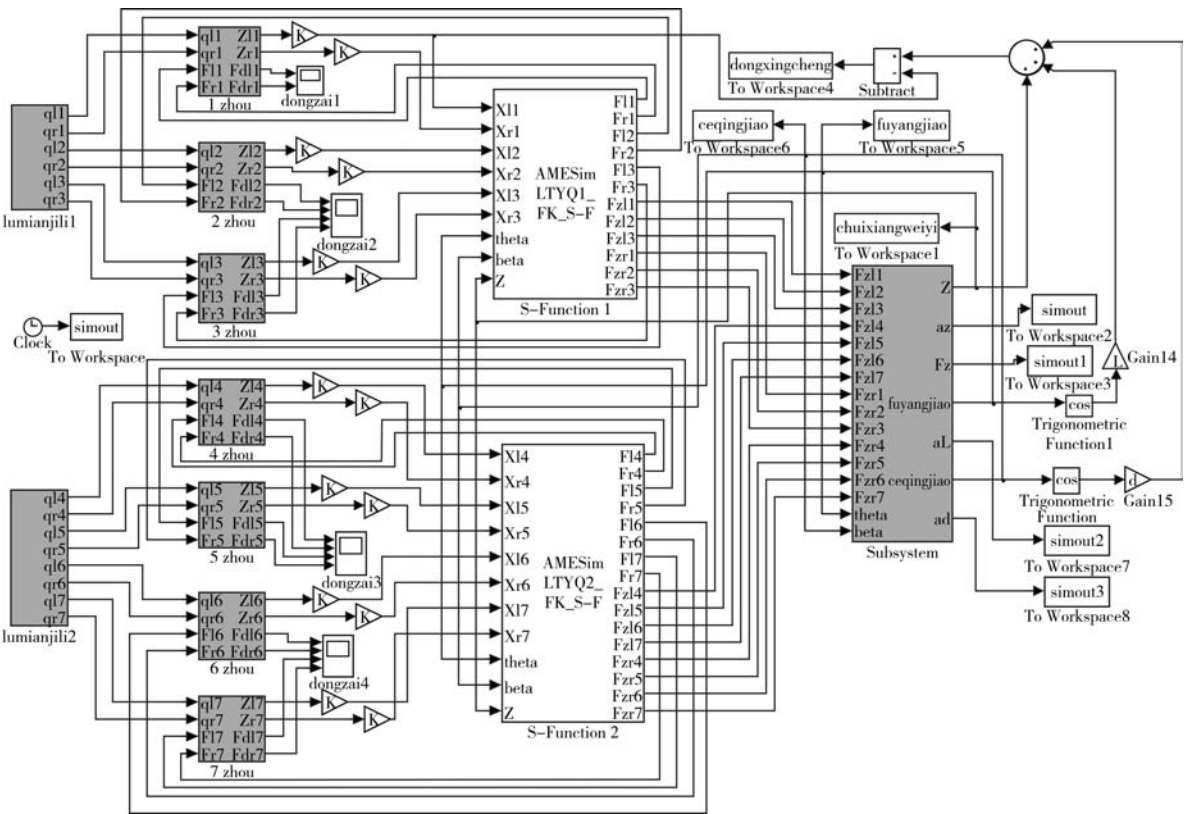 ql1
qr1
ql2
qr2
ql3
qr3
lumianjili1
ql1 Zl1
qr1 Zr1
Fl1 Fdl1
Fr1 Fdr1
1 zhou
K
K
dongzai1
ql2 Zl2
qr2 Zr2
Fl2 Fdl2
Fr2 Fdr2
2 zhou
K
K
dongzai2
ql3 Zl3
qr3 Zr3
Fl3 Fdl3
Fr3 Fdr3
3 zhou
K
K
Clock
simout
To Workspace
Xl1
Xr1
Xl2
Xr2
Xl3
Xr3
theta
beta
Z
AMESim
LTYQ1_
FK_S-F
Fl1
Fr1
Fl2
Fr2
Fl3
Fr3
Fzl1
Fzl2
Fzl3
Fzr1
Fzr2
Fzr3
S-Function 1
ql4
qr4
ql5
qr5
ql6
qr6
ql7
qr7
lumianjili2
ql4 Zl4
qr4 Zr4
Fl4 Fdl4
Fr4 Fdr4
4 zhou
K
K
ql5 Zl5
qr5 Zr5
Fl5 Fdl5
Fr5 Fdr5
5 zhou
K
K
dongzai3
ql6 Zl6
qr6 Zr6
Fl6 Fdl6
Fr6 Fdr6
6 zhou
K
K
dongzai4
ql7 Zl7
qr7 Zr7
Fl7 Fdl7
Fr7 Fdr7
7 zhou
K
K
Xl4
Xr4
Xl5
Xr5
Xl6
Xr6
Xl7
Xr7
theta
beta
Z
AMESim
LTYQ2_
FK_S-F
Fl4
Fr4
Fl5
Fr5
Fl6
Fr6
Fl7
Fr7
Fzl4
Fzl5
Fzl6
Fzl7
Fzr4
Fzr5
Fzr6
Fzr7
S-Function 2
dongxingcheng
To Workspace4
Subtract
ceqingjiao
To Workspace6
fuyangjiao
To Workspace5
chuixiangweiyi
To Workspace1
Fzl1
Fzl2
Fzl3
Fzl4
Fzl5
Fzl6
Fzl7
Fzr1
Fzr2
Fzr3
Fzr4
Fzr5
Fzr6
Fzr7
theta
beta
Z
az
Fz
fuyangjiao
aL
ceqingjiao
ad
Subsystem
simout
To Workspace2
simout1
To Workspace3
L
Gain14
cos
Trigonometric
Function1
cos
Trigonometric
Function
d
Gain15
simout2
To Workspace7
simout3
To Workspace8